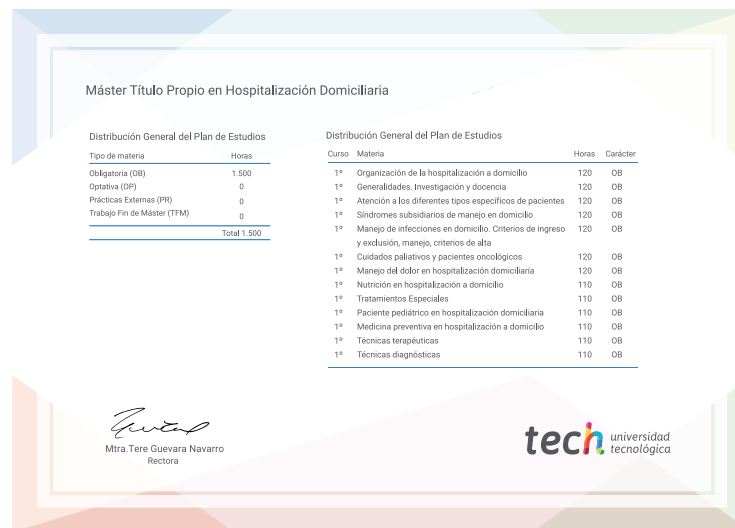 Máster Título Propio en Hospitalización Domiciliaria
Distribución General del Plan de Estudios
Tipo de materia Horas
Obligatoria (OB) 1.500
Optativa (OP) 0
Prácticas Externas (PR) 0
Trabajo Fin de Máster (TFM) 0
Total 1.500
Distribución General del Plan de Estudios
Curso Materia Horas Carácter
1º Organización de la hospitalización a domicilio 120 OB
1º Generalidades. Investigación y docencia 120 OB
1º Atención a los diferentes tipos específicos de pacientes 120 OB
1º Síndromes subsidiarios de manejo en domicilio 120 OB
1º Manejo de infecciones en domicilio. Criterios de ingreso 120 OB
y exclusión, manejo, criterios de alta
1º Cuidados paliativos y pacientes oncológicos 120 OB
1º Manejo del dolor en hospitalización domiciliaría 120 OB
1º Nutrición en hospitalización a domicilio 110 OB
1º Tratamientos Especiales 110 OB
1º Paciente pediátrico en hospitalización domiciliaria 110 OB
1º Medicina preventiva en hospitalización a domicilio 110 OB
1º Técnicas terapéuticas 110 OB
1º Técnicas diagnósticas 110 OB
Mtra.Tere Guevara Navarro
Rectora
tech universidad
tecnológica